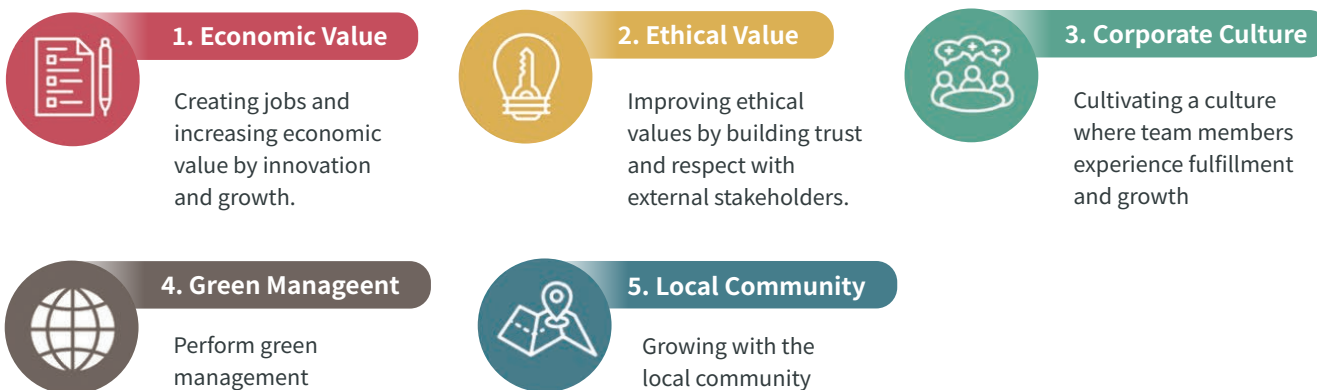 1. Economic Value
Creating jobs and
increasing economic
value by innovation
and growth.
2. Ethical Value
Improving ethical
values by building trust
and respect with
external stakeholders.
3. Corporate Culture
Cultivating a culture
where team members
experience fulfillment
and growth
4. Green Manageent
Perform green
management
5. Local Community
Growing with the
local community